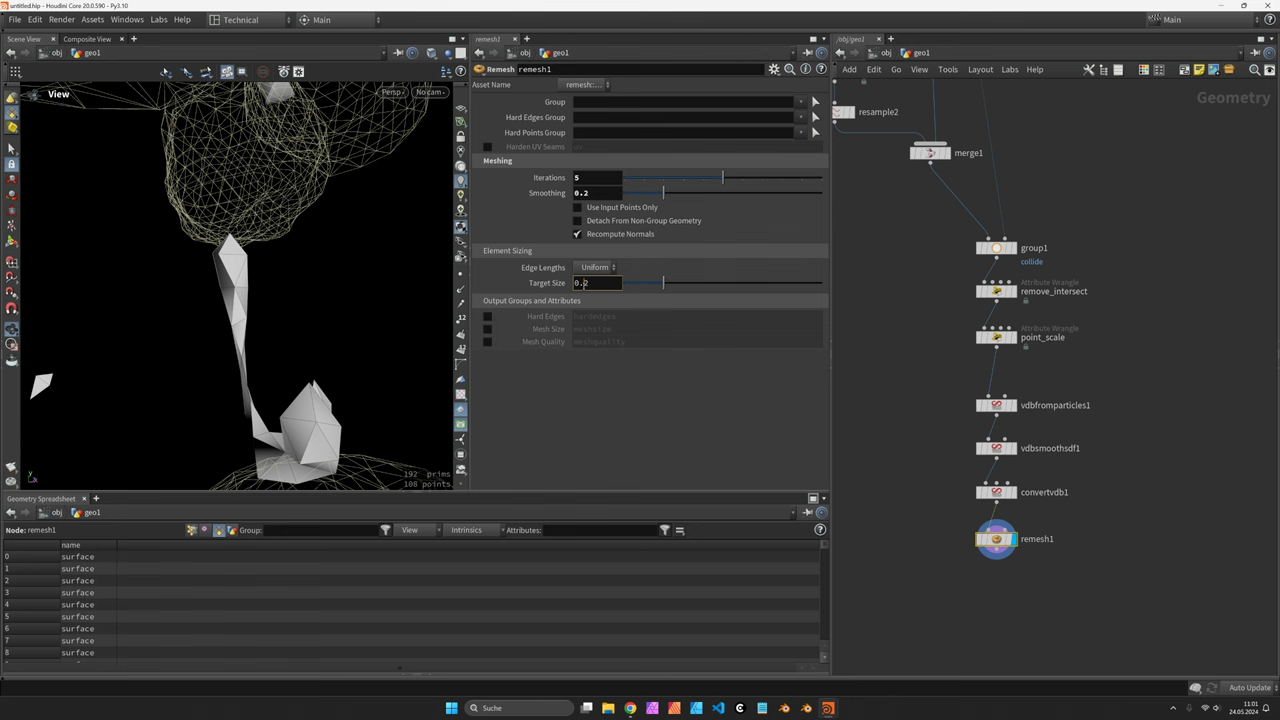 untitled.hip - Houdini Core 20.0.590 - Py3.10
File Edit Render Assets Windows Labs Help Technical Main Main
Scene View Composite View
obj geo1
View
Persp No cam
192 prims
108 points
remesh1
obj geo1
Remesh remesh1
Asset Name remesh::...
Group
Hard Edges Group
Hard Points Group
Harden UV Seams uv
Meshing
Iterations 5
Smoothing 0.2
Use Input Points Only
Detach From Non-Group Geometry
Recompute Normals
Element Sizing
Edge Lengths Uniform
Target Size 0.2
Output Groups and Attributes
Hard Edges hardedges
Mesh Size meshsize
Mesh Quality meshquality
/obj/geo1
obj geo1
Add Edit Go View Tools Layout Labs Help
Geometry
resample2
merge1
group1
collide
Attribute Wrangle
remove_intersect
Attribute Wrangle
point_scale
vdbfromparticles1
vdbsmoothsdf1
convertvdb1
remesh1
Geometry Spreadsheet
obj geo1
Node: remesh1 Group: View Intrinsics Attributes:
name
0 surface
1 surface
2 surface
3 surface
4 surface
5 surface
6 surface
7 surface
8 surface
Auto Update
Suche
11:01
24.05.2024